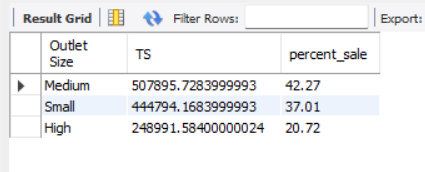 Result Grid Filter Rows: Export:
Outlet Size TS percent_sale
Medium 507895.7283999993 42.27
Small 444794.1683999993 37.01
High 248991.58400000024 20.72